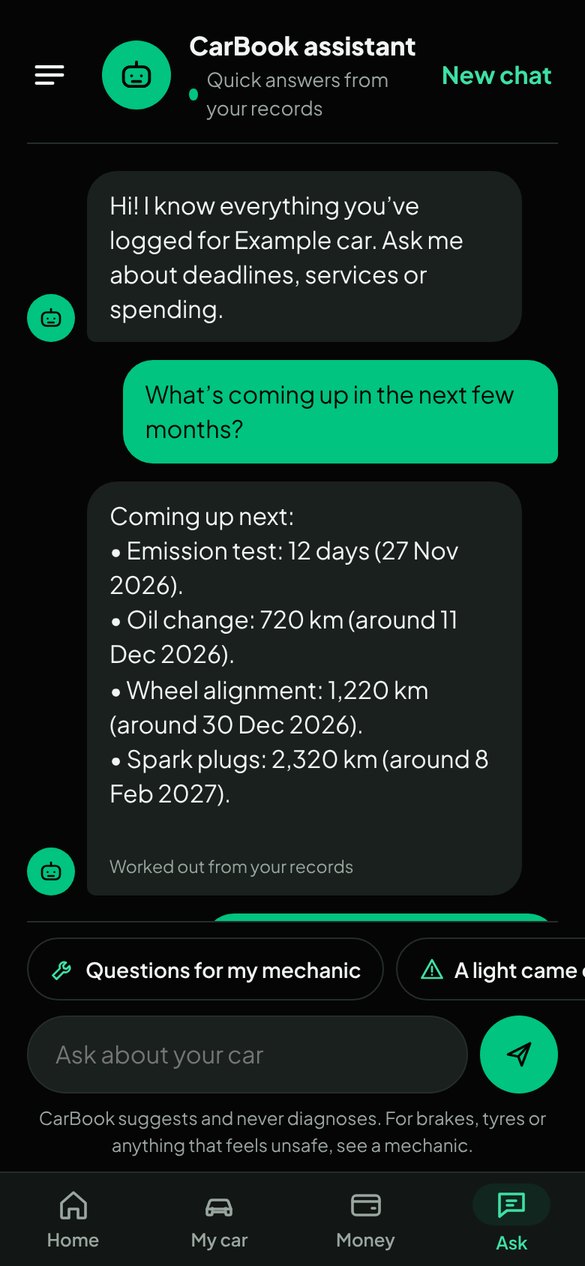 CarBook assistant
Quick answers from
your records
New chat
Hi! I know everything you’ve
logged for Example car. Ask me
about deadlines, services or
spending.
What’s coming up in the next few
months?
Coming up next:
• Emission test: 12 days (27 Nov
2026).
• Oil change: 720 km (around 11
Dec 2026).
• Wheel alignment: 1,220 km
(around 30 Dec 2026).
• Spark plugs: 2,320 km (around 8
Feb 2027).
Worked out from your records
Questions for my mechanic
A light came
Ask about your car
CarBook suggests and never diagnoses. For brakes, tyres or
anything that feels unsafe, see a mechanic.
Home
My car
Money
Ask